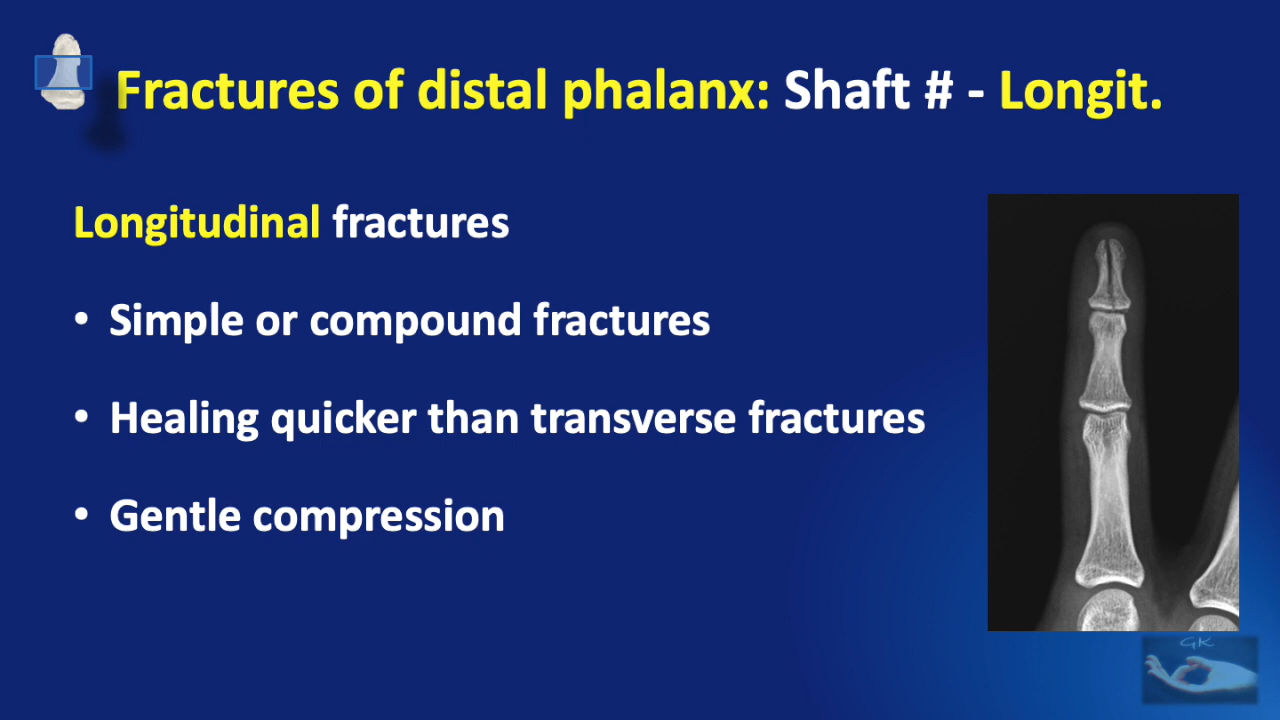 Fractures of distal phalanx: Shaft # - Longit.
Longitudinal fractures
• Simple or compound fractures
• Healing quicker than transverse fractures
• Gentle compression
GK